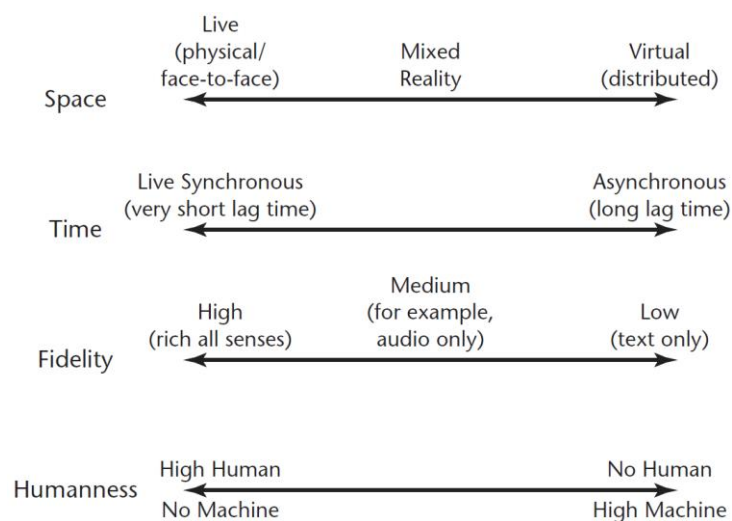 Live
(physical/
face-to-face)
Mixed
Reality
Virtual
(distributed)
Space
Live Synchronous
(very short lag time)
Asynchronous
(long lag time)
Time
High
(rich all senses)
Medium
(for example,
audio only)
Low
(text only)
Fidelity
High Human
No Human
Humanness
No Machine
High Machine